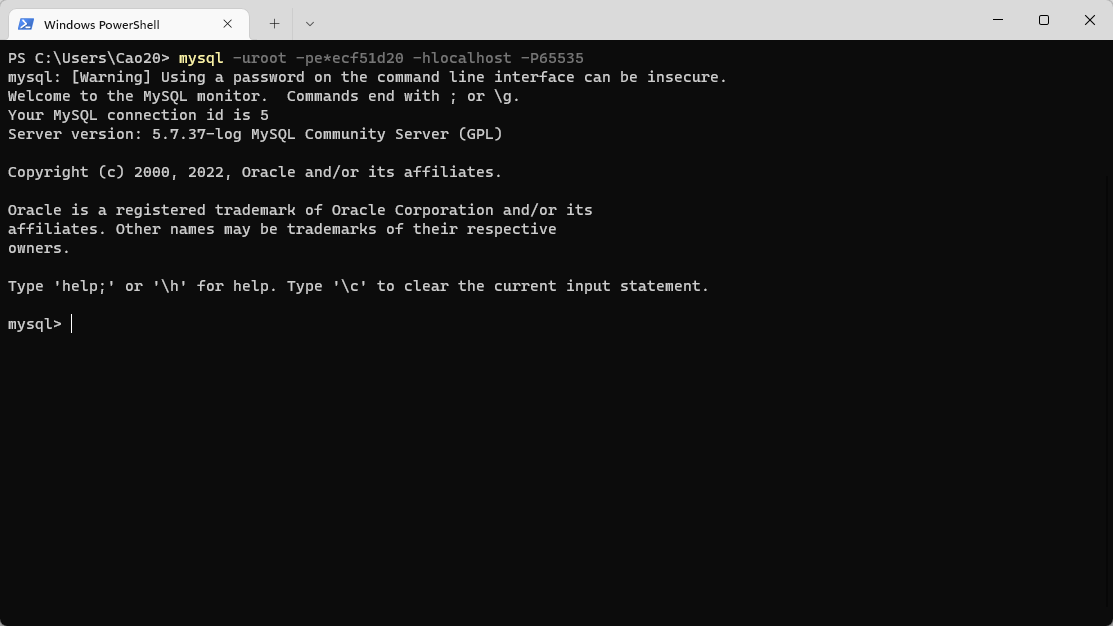 Windows PowerShell
PS C:\Users\Cao20> mysql -uroot -pe*ecf51d20 -hlocalhost -P65535
mysql: [Warning] Using a password on the command line interface can be insecure.
Welcome to the MySQL monitor.  Commands end with ; or \g.
Your MySQL connection id is 5
Server version: 5.7.37-log MySQL Community Server (GPL)
Copyright (c) 2000, 2022, Oracle and/or its affiliates.
Oracle is a registered trademark of Oracle Corporation and/or its
affiliates. Other names may be trademarks of their respective
owners.
Type 'help;' or '\h' for help. Type '\c' to clear the current input statement.
mysql>